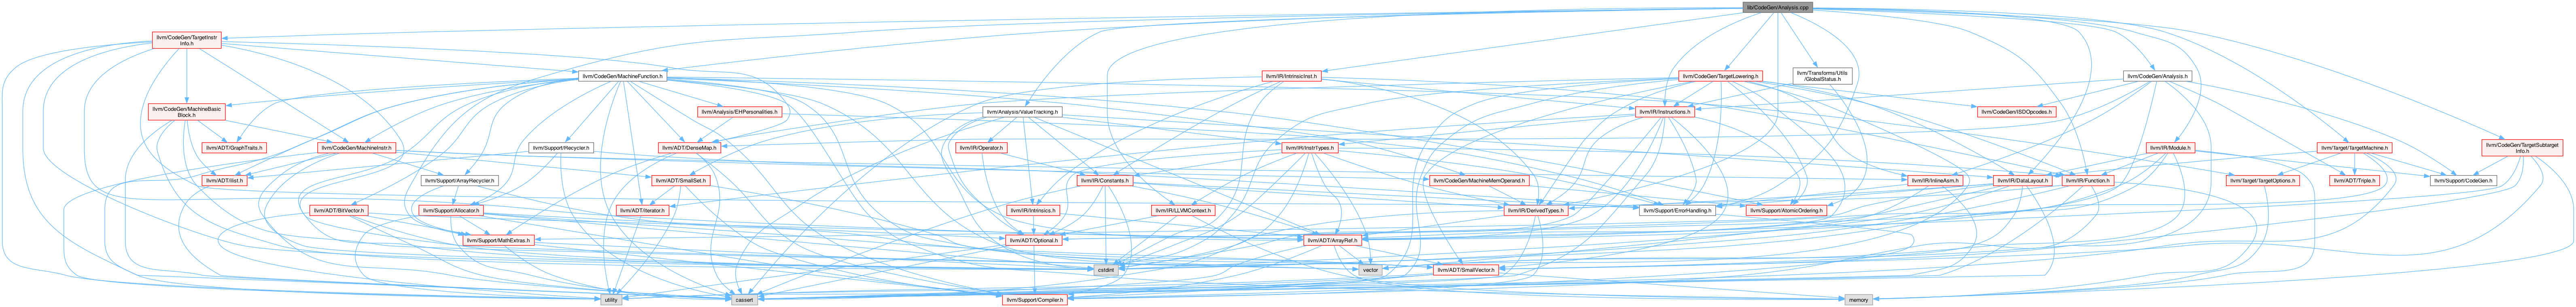 lib/CodeGen/Analysis.cpp
llvm/CodeGen/TargetInstr
Info.h
llvm/CodeGen/MachineFunction.h
llvm/IR/IntrinsicInst.h
llvm/CodeGen/TargetLowering.h
llvm/Transforms/Utils
/GlobalStatus.h
llvm/CodeGen/Analysis.h
llvm/CodeGen/MachineBasic
Block.h
llvm/Analysis/EHPersonalities.h
llvm/Analysis/ValueTracking.h
llvm/IR/Instructions.h
llvm/CodeGen/ISDOpcodes.h
llvm/ADT/GraphTraits.h
llvm/CodeGen/MachineInstr.h
llvm/Support/Recycler.h
llvm/ADT/DenseMap.h
llvm/IR/Operator.h
llvm/IR/InstrTypes.h
llvm/IR/Module.h
llvm/Target/TargetMachine.h
llvm/CodeGen/TargetSubtarget
Info.h
llvm/ADT/ilist.h
llvm/Support/ArrayRecycler.h
llvm/ADT/SmallSet.h
llvm/IR/Constants.h
llvm/CodeGen/MachineMemOperand.h
llvm/IR/InlineAsm.h
llvm/IR/DataLayout.h
llvm/IR/Function.h
llvm/Target/TargetOptions.h
llvm/ADT/Triple.h
llvm/Support/CodeGen.h
llvm/ADT/BitVector.h
llvm/Support/Allocator.h
llvm/ADT/iterator.h
llvm/IR/Intrinsics.h
llvm/IR/LLVMContext.h
llvm/IR/DerivedTypes.h
llvm/Support/ErrorHandling.h
llvm/Support/AtomicOrdering.h
llvm/Support/MathExtras.h
llvm/ADT/Optional.h
llvm/ADT/ArrayRef.h
cstdint
vector
llvm/ADT/SmallVector.h
utility
cassert
llvm/Support/Compiler.h
memory